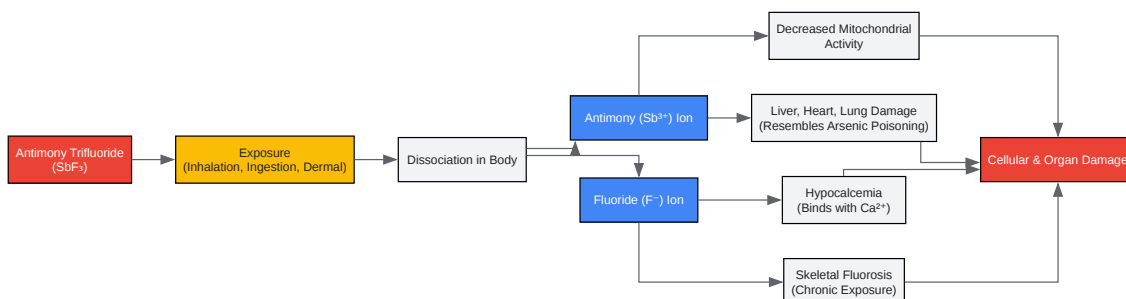 Antimony Trifluoride
(SbF₃)
Exposure
(Inhalation, Ingestion, Dermal)
Dissociation in Body
Antimony (Sb³⁺) Ion
Fluoride (F⁻) Ion
Decreased Mitochondrial
Activity
Liver, Heart, Lung Damage
(Resembles Arsenic Poisoning)
Hypocalcemia
(Binds with Ca²⁺)
Skeletal Fluorosis
(Chronic Exposure)
Cellular & Organ Damage